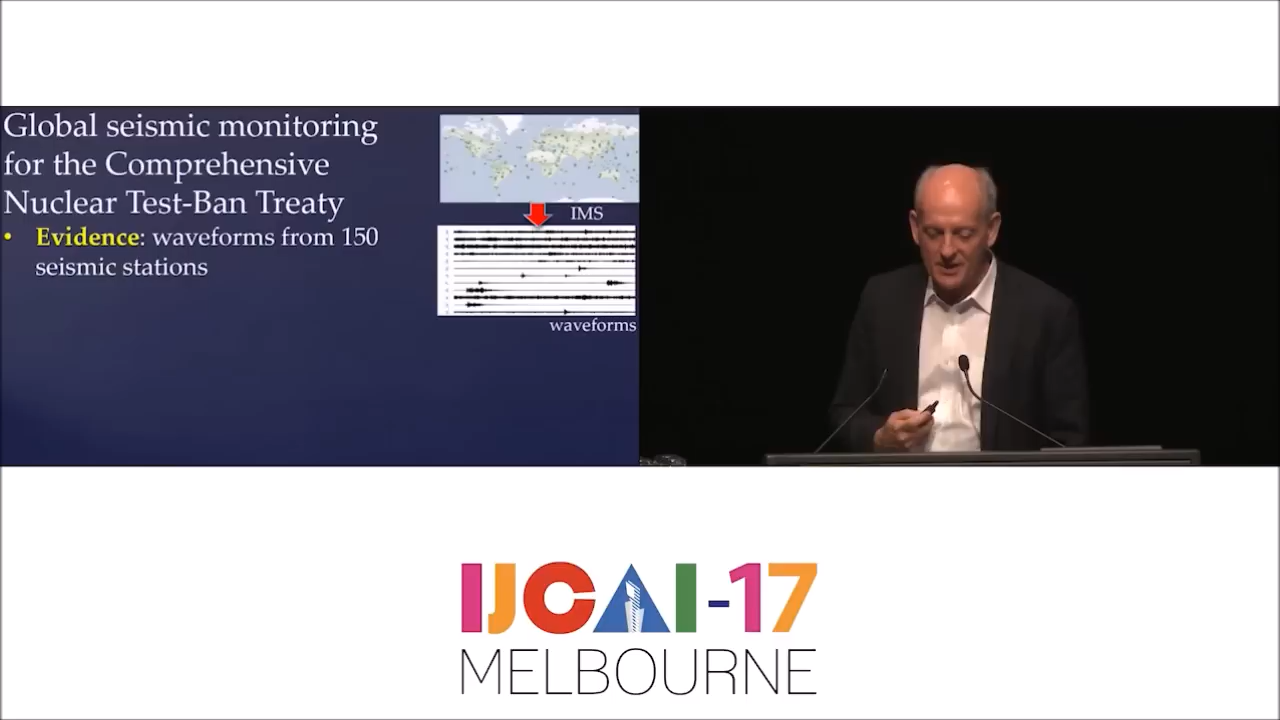 Global seismic monitoring
for the Comprehensive
Nuclear Test-Ban Treaty
• Evidence: waveforms from 150
seismic stations
IMS
waveforms
IJCAI-17
MELBOURNE